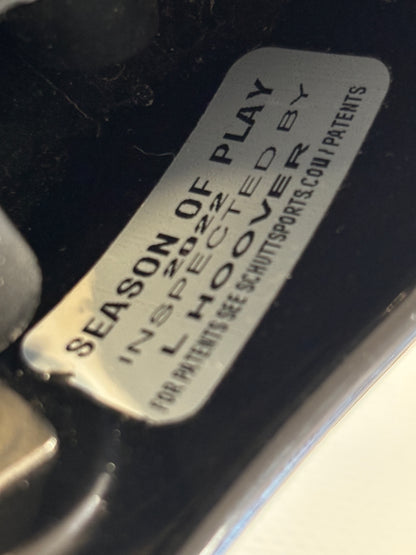 SEASON OF PLAY
2022
INSPECTED BY
L HOOVER
FOR PATENTS SEE SCHUTTSPORTS.COM/PATENTS